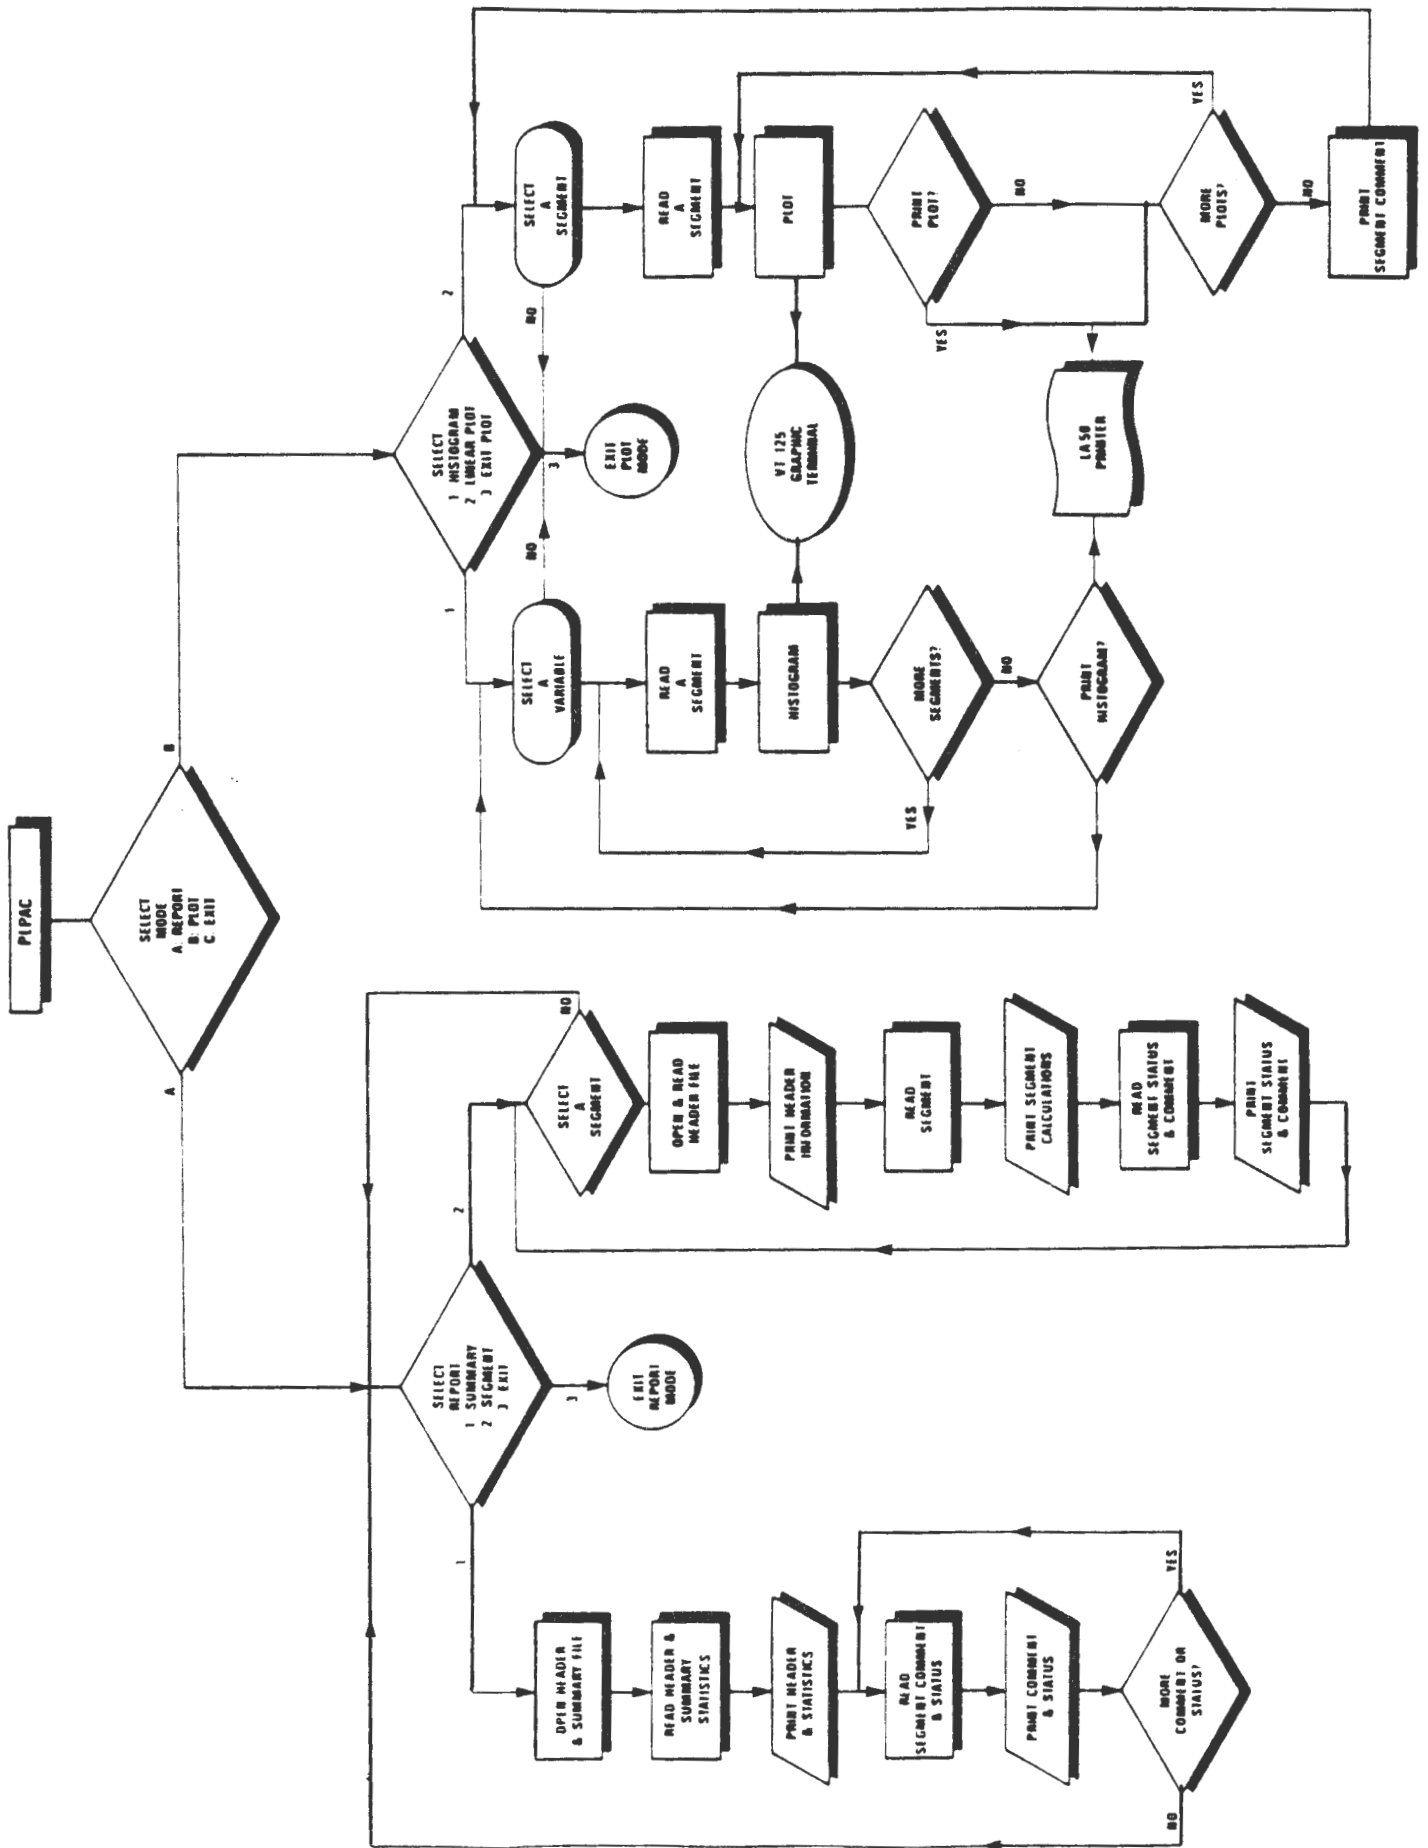 PLPAC
SELECT
MODE
A: REPORT
B: PLOT
C: EXIT
A
B
SELECT
REPORT
1 SUMMARY
2 SEGMENT
3 EXIT
1
2
3
EXIT
REPORT
MODE
OPEN HEADER
& SUMMARY FILE
READ HEADER &
SUMMARY
STATISTICS
PRINT HEADER
& STATISTICS
READ
SEGMENT COMMENT
& STATUS
PRINT COMMENT
& STATUS
MORE
COMMENT OR
STATUS?
NO
YES
SELECT
A
SEGMENT
NO
OPEN & READ
HEADER FILE
PRINT HEADER
INFORMATION
READ
SEGMENT
PRINT SEGMENT
CALCULATIONS
READ
SEGMENT STATUS
& COMMENT
PRINT
SEGMENT STATUS
& COMMENT
SELECT
1 HISTOGRAM
2 LINEAR PLOT
3 EXIT PLOT
1
2
3
EXIT
PLOT
MODE
SELECT
A
VARIABLE
NO
READ
A
SEGMENT
HISTOGRAM
MORE
SEGMENTS?
YES
NO
PRINT
HISTOGRAM?
VT 125
GRAPHIC
TERMINAL
LA50
PRINTER
SELECT
A
SEGMENT
NO
READ
A
SEGMENT
PLOT
PRINT
PLOT?
YES
NO
MORE
PLOTS?
YES
NO
PRINT
SEGMENT COMMENT